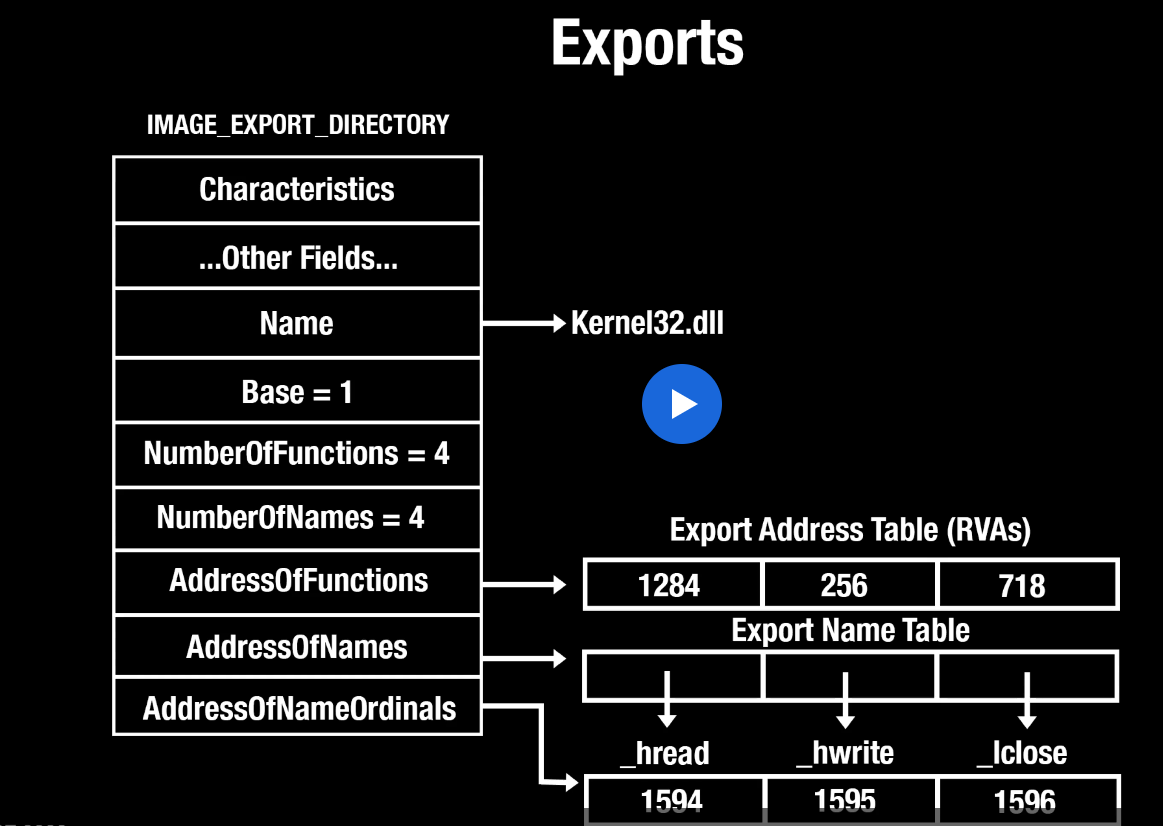 Exports
IMAGE_EXPORT_DIRECTORY
Characteristics
...Other Fields...
Name
Kernel32.dll
Base = 1
NumberOfFunctions = 4
NumberOfNames = 4
AddressOfFunctions
AddressOfNames
AddressOfNameOrdinals
Export Address Table (RVAs)
1284 256 718
Export Name Table
_hread _hwrite _lclose
1594 1595 1596